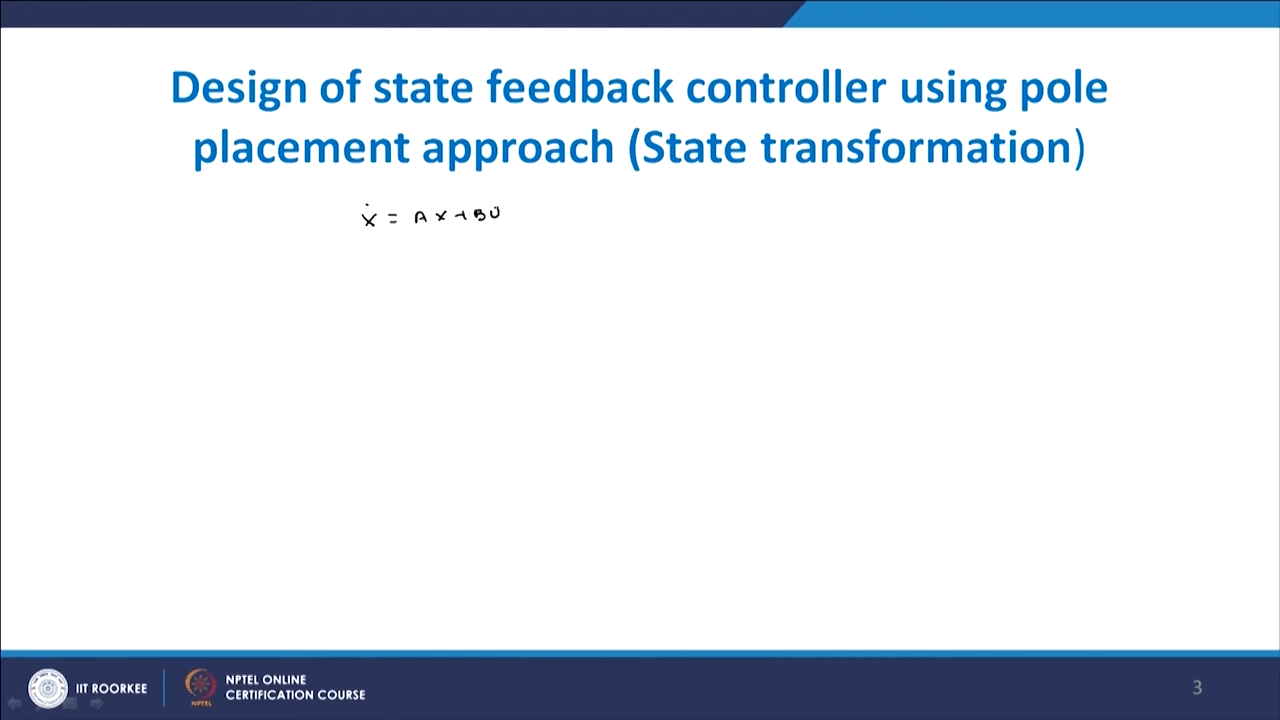 Design of state feedback controller using pole
placement approach (State transformation)
ẋ = Ax+BU
IIT ROORKEE
NPTEL ONLINE
CERTIFICATION COURSE
NPTEL
3